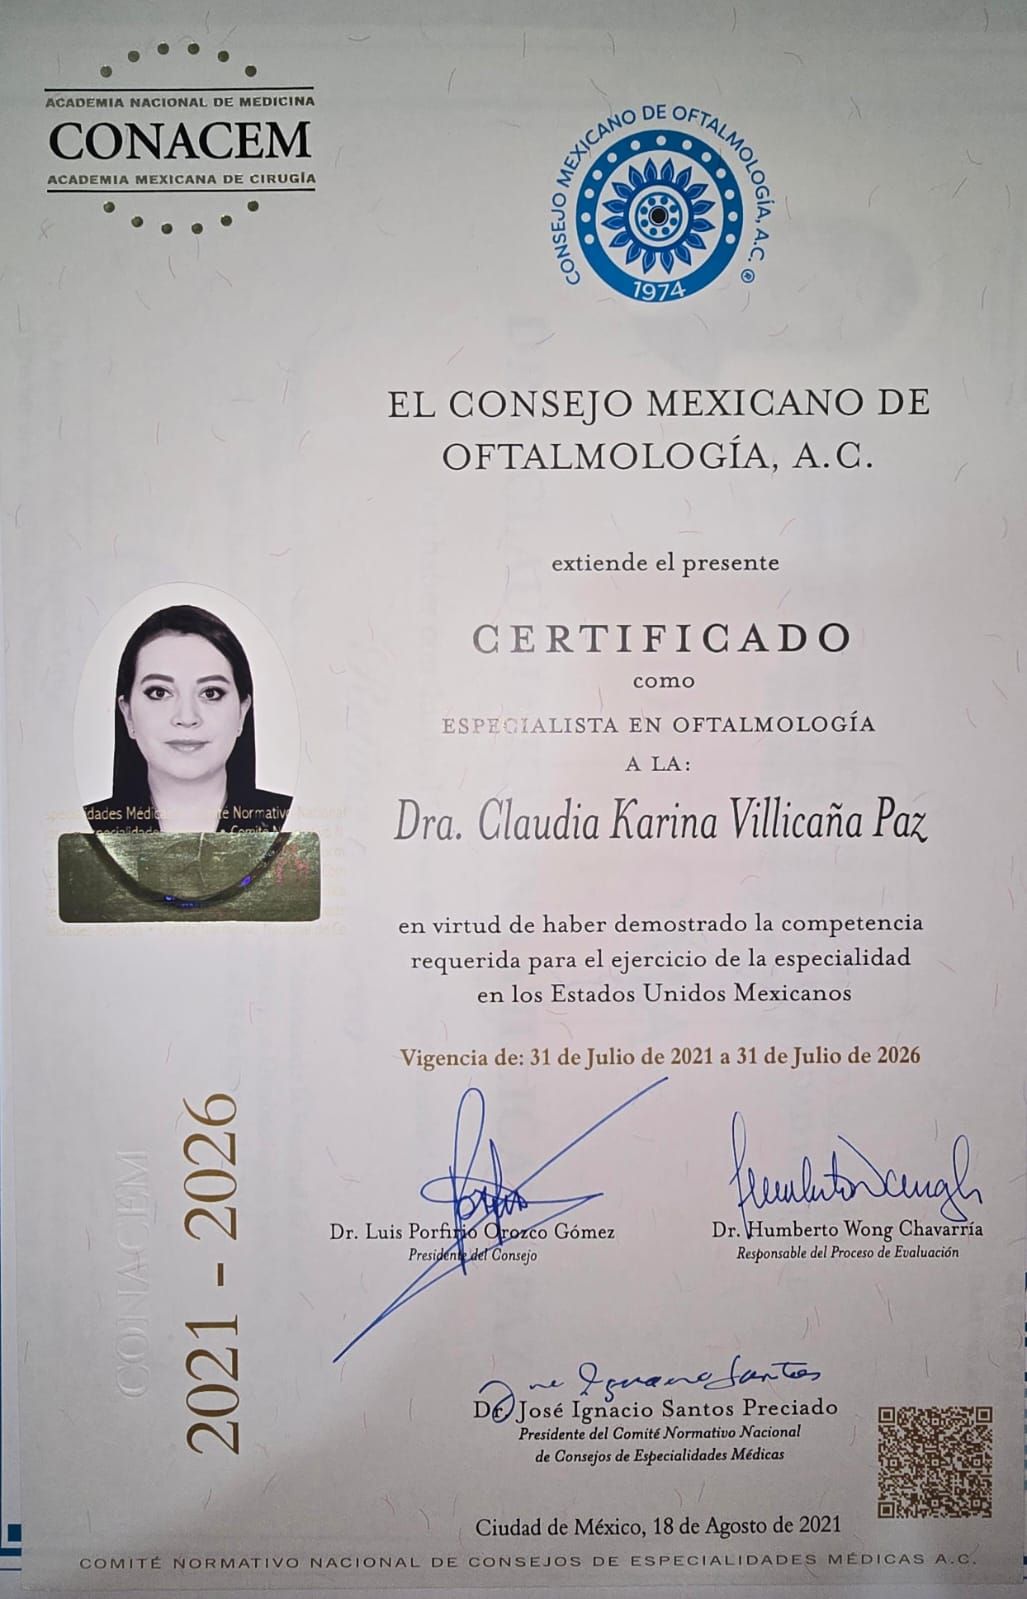 ACADEMIA NACIONAL DE MEDICINA
CONACEM
ACADEMIA MEXICANA DE CIRUGÍA
CONSEJO MEXICANO DE OFTALMOLOGÍA, A.C. ®
1974
EL CONSEJO MEXICANO DE
OFTALMOLOGÍA, A.C.
extiende el presente
CERTIFICADO
como
ESPECIALISTA EN OFTALMOLOGÍA
A LA:
Dra. Claudia Karina Villicaña Paz
en virtud de haber demostrado la competencia
requerida para el ejercicio de la especialidad
en los Estados Unidos Mexicanos
Vigencia de: 31 de Julio de 2021 a 31 de Julio de 2026
CONACEM
2021 - 2026
Dr. Luis Porfirio Orozco Gómez
Presidente del Consejo
Dr. Humberto Wong Chavarría
Responsable del Proceso de Evaluación
Dr. José Ignacio Santos Preciado
Presidente del Comité Normativo Nacional
de Consejos de Especialidades Médicas
Ciudad de México, 18 de Agosto de 2021
COMITÉ NORMATIVO NACIONAL DE CONSEJOS DE ESPECIALIDADES MÉDICAS A.C.